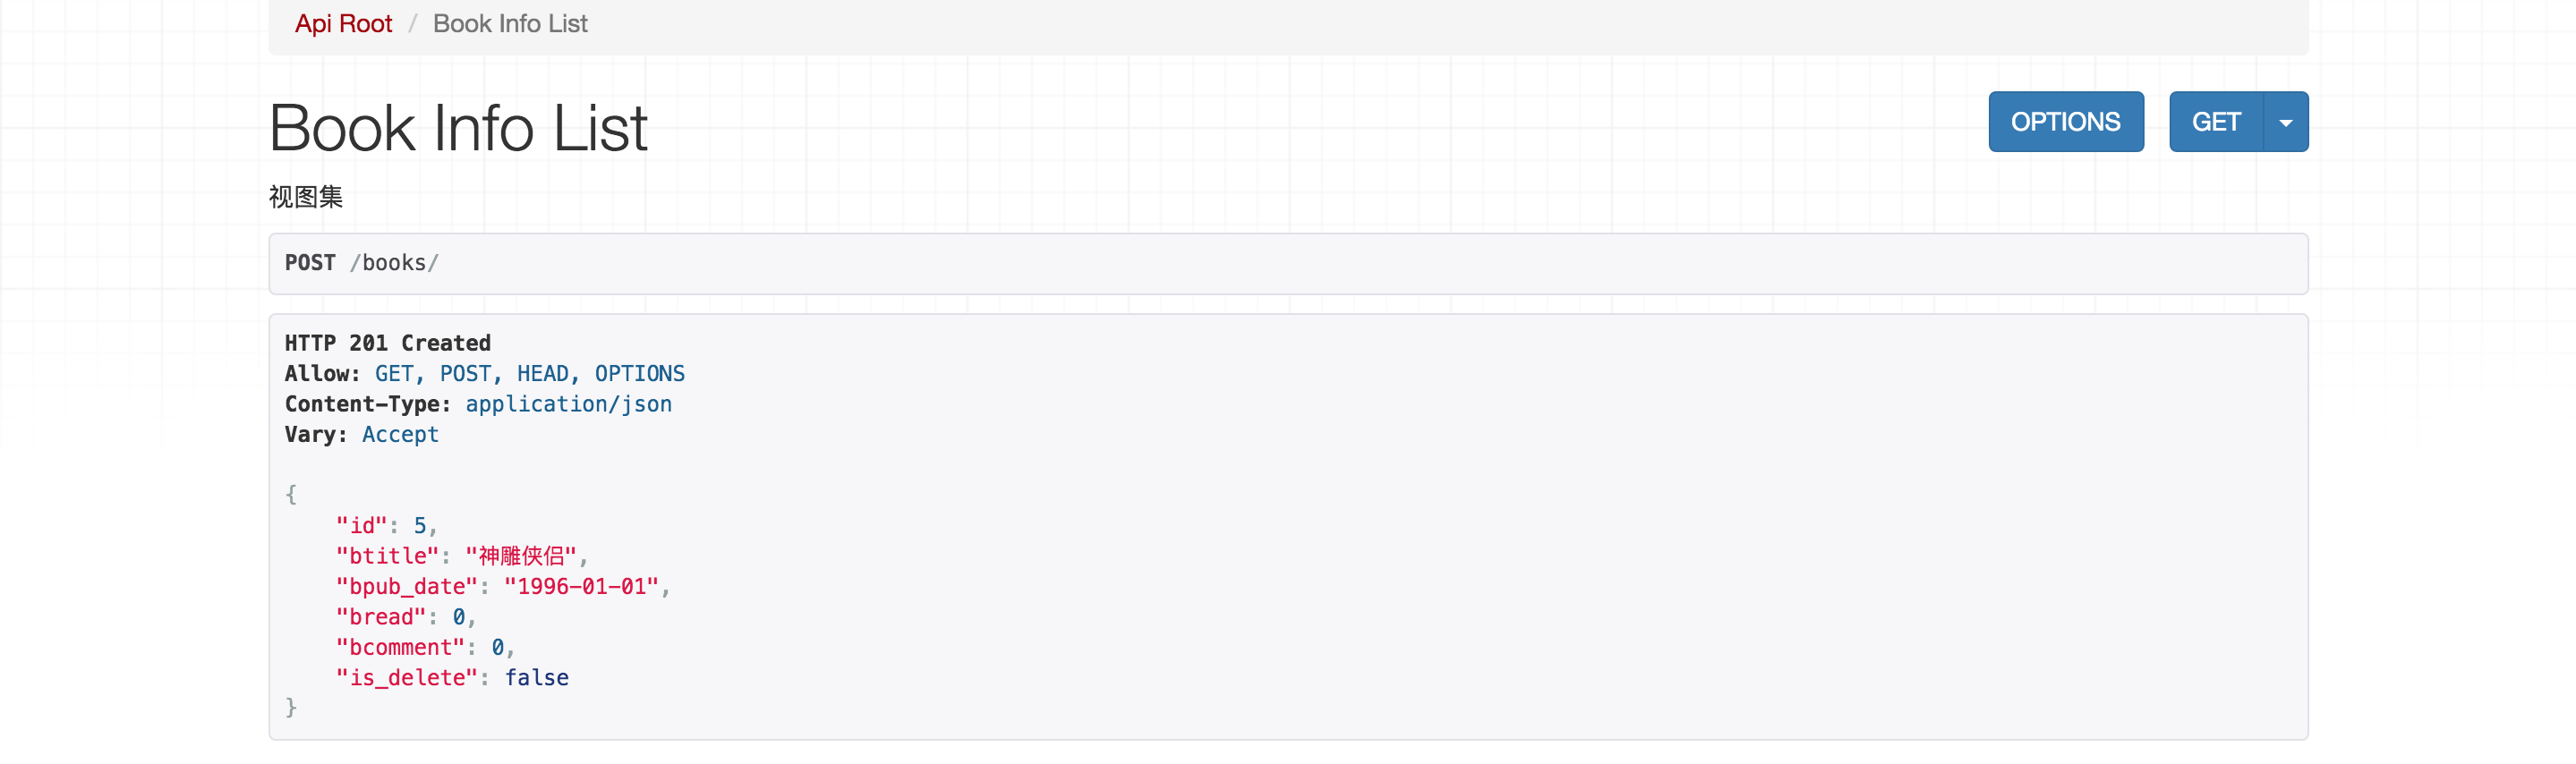 Api Root / Book Info List
Book Info List
OPTIONS GET
视图集
POST /books/
HTTP 201 Created
Allow: GET, POST, HEAD, OPTIONS
Content-Type: application/json
Vary: Accept
{
"id": 5,
"btitle": "神雕侠侣",
"bpub_date": "1996-01-01",
"bread": 0,
"bcomment": 0,
"is_delete": false
}